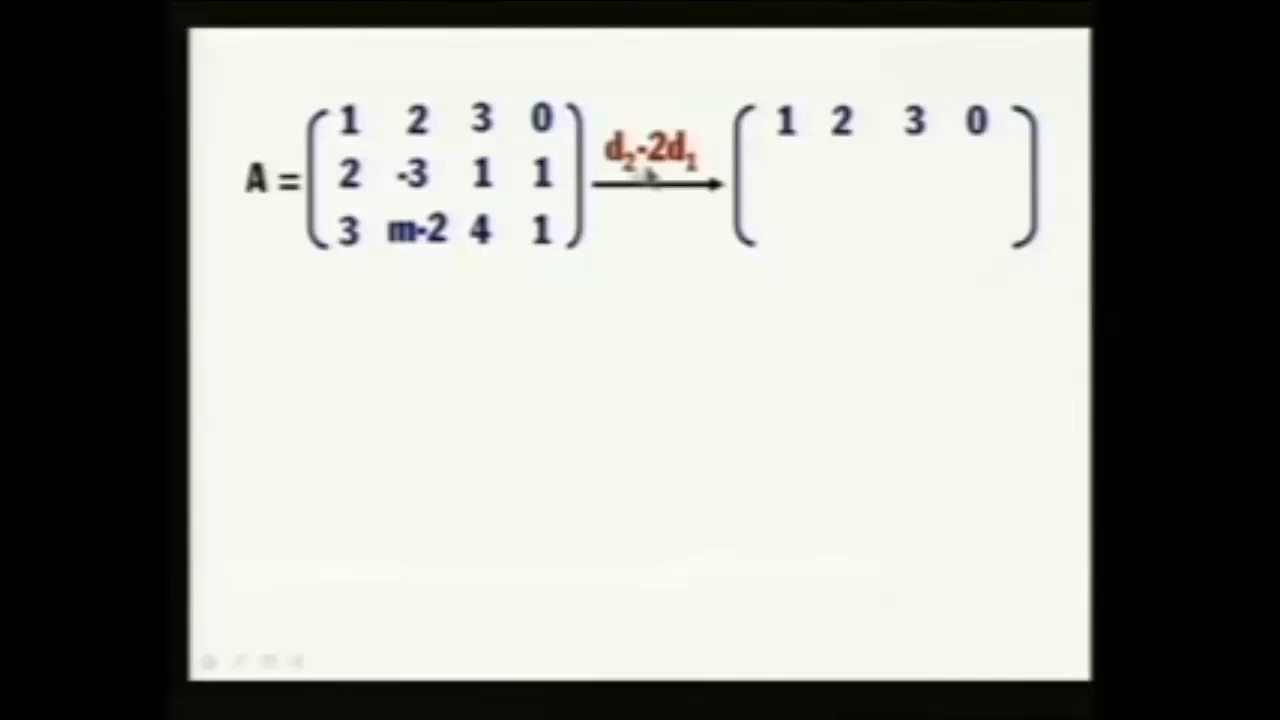 1 2 3 0 d₂-2d₁ 1 2 3 0
A = 2 -3 1 1
3 m-2 4 1